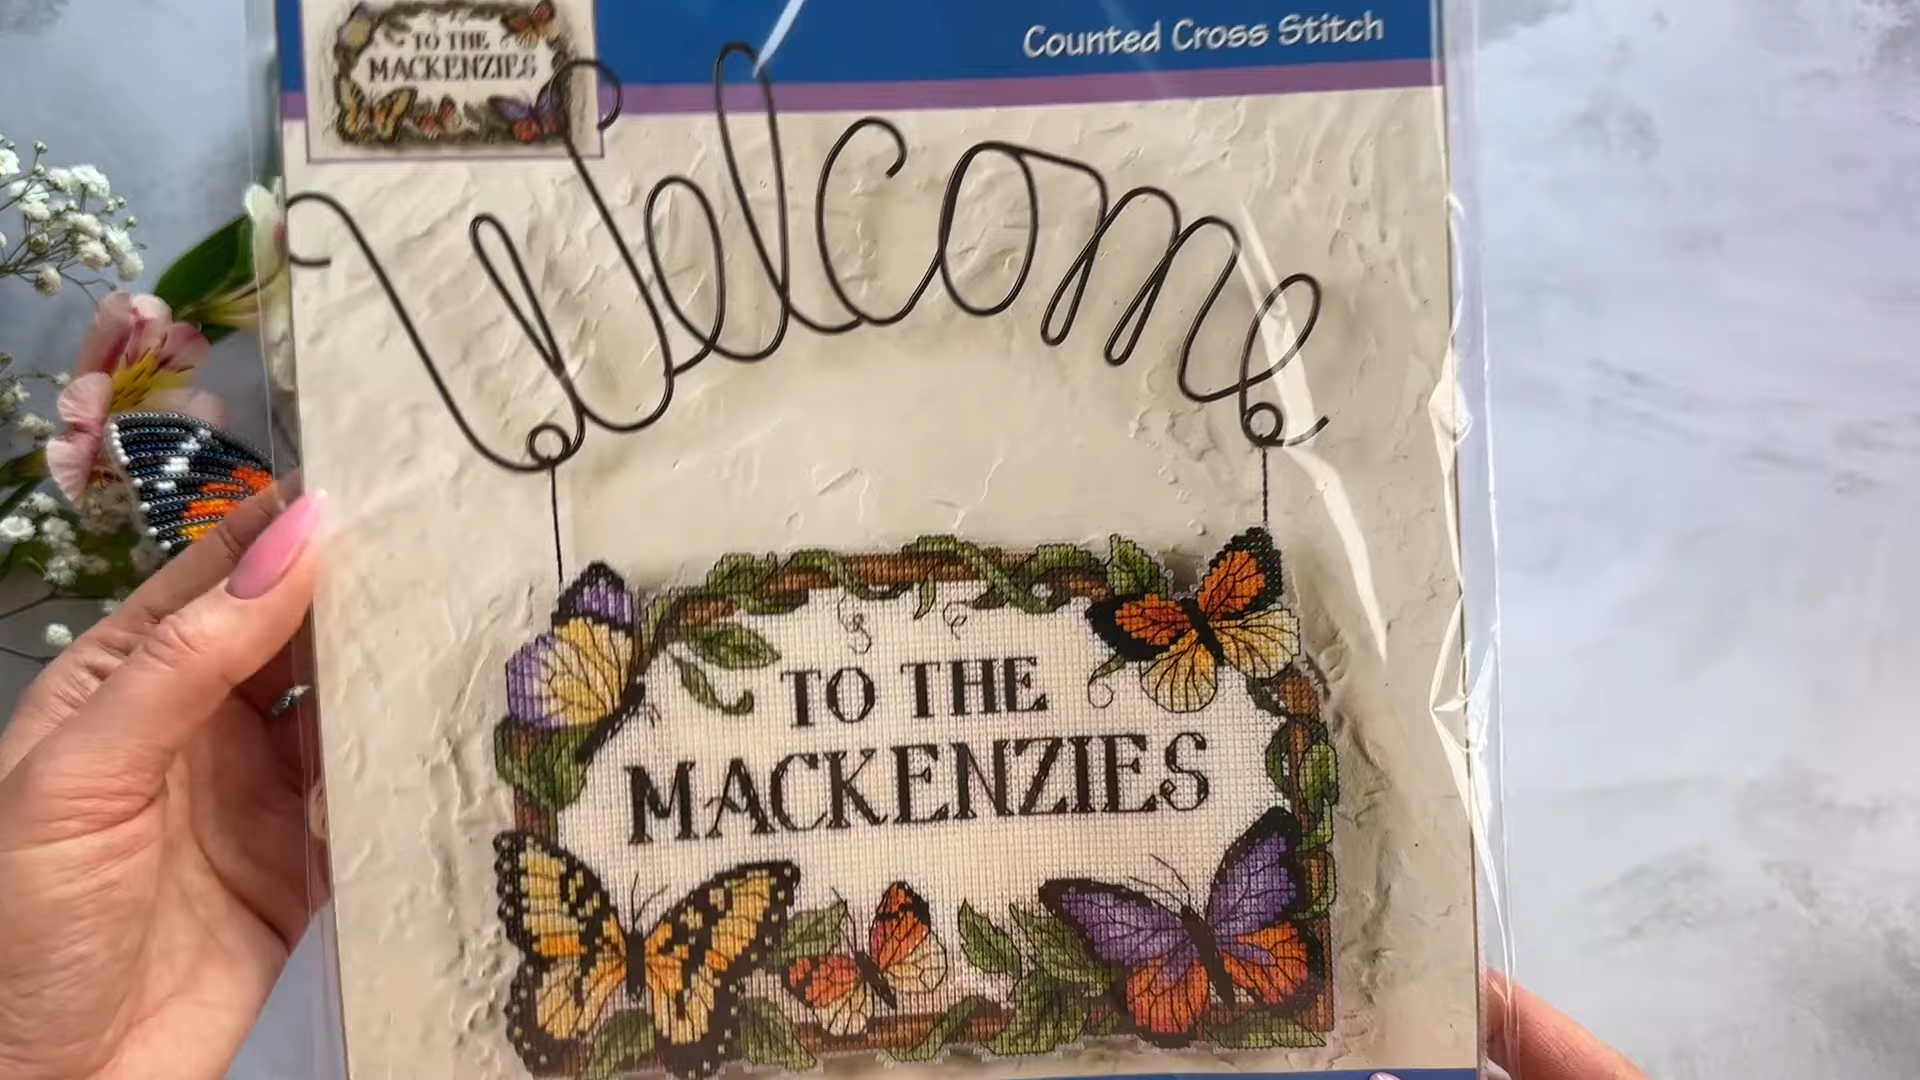 TO THE
MACKENZIES
Counted Cross Stitch
Welcome
TO THE
MACKENZIES